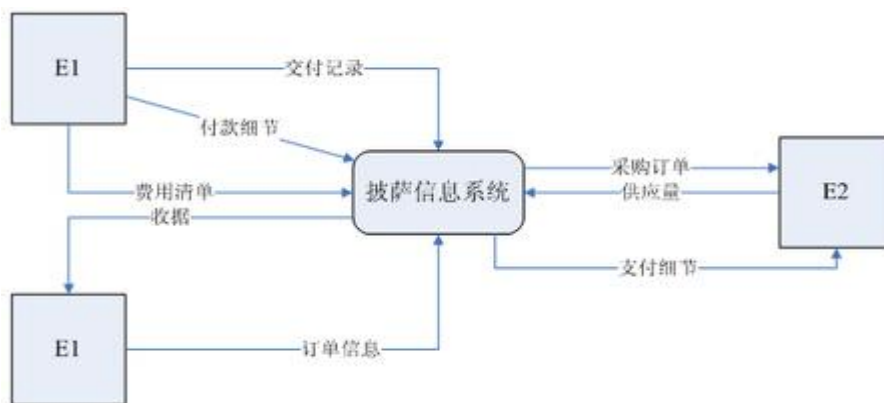 E1
交付记录
付款细节
披萨信息系统
采购订单
供应量
E2
费用清单
收据
支付细节
E1
订单信息